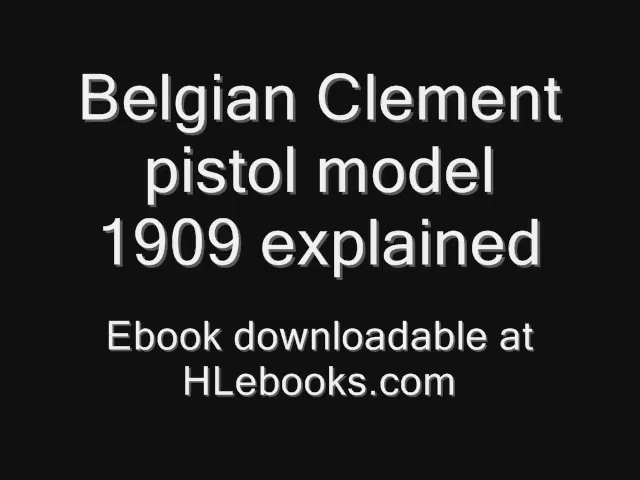 Belgian Clement
pistol model
1909 explained
Ebook downloadable at
HLebooks.com